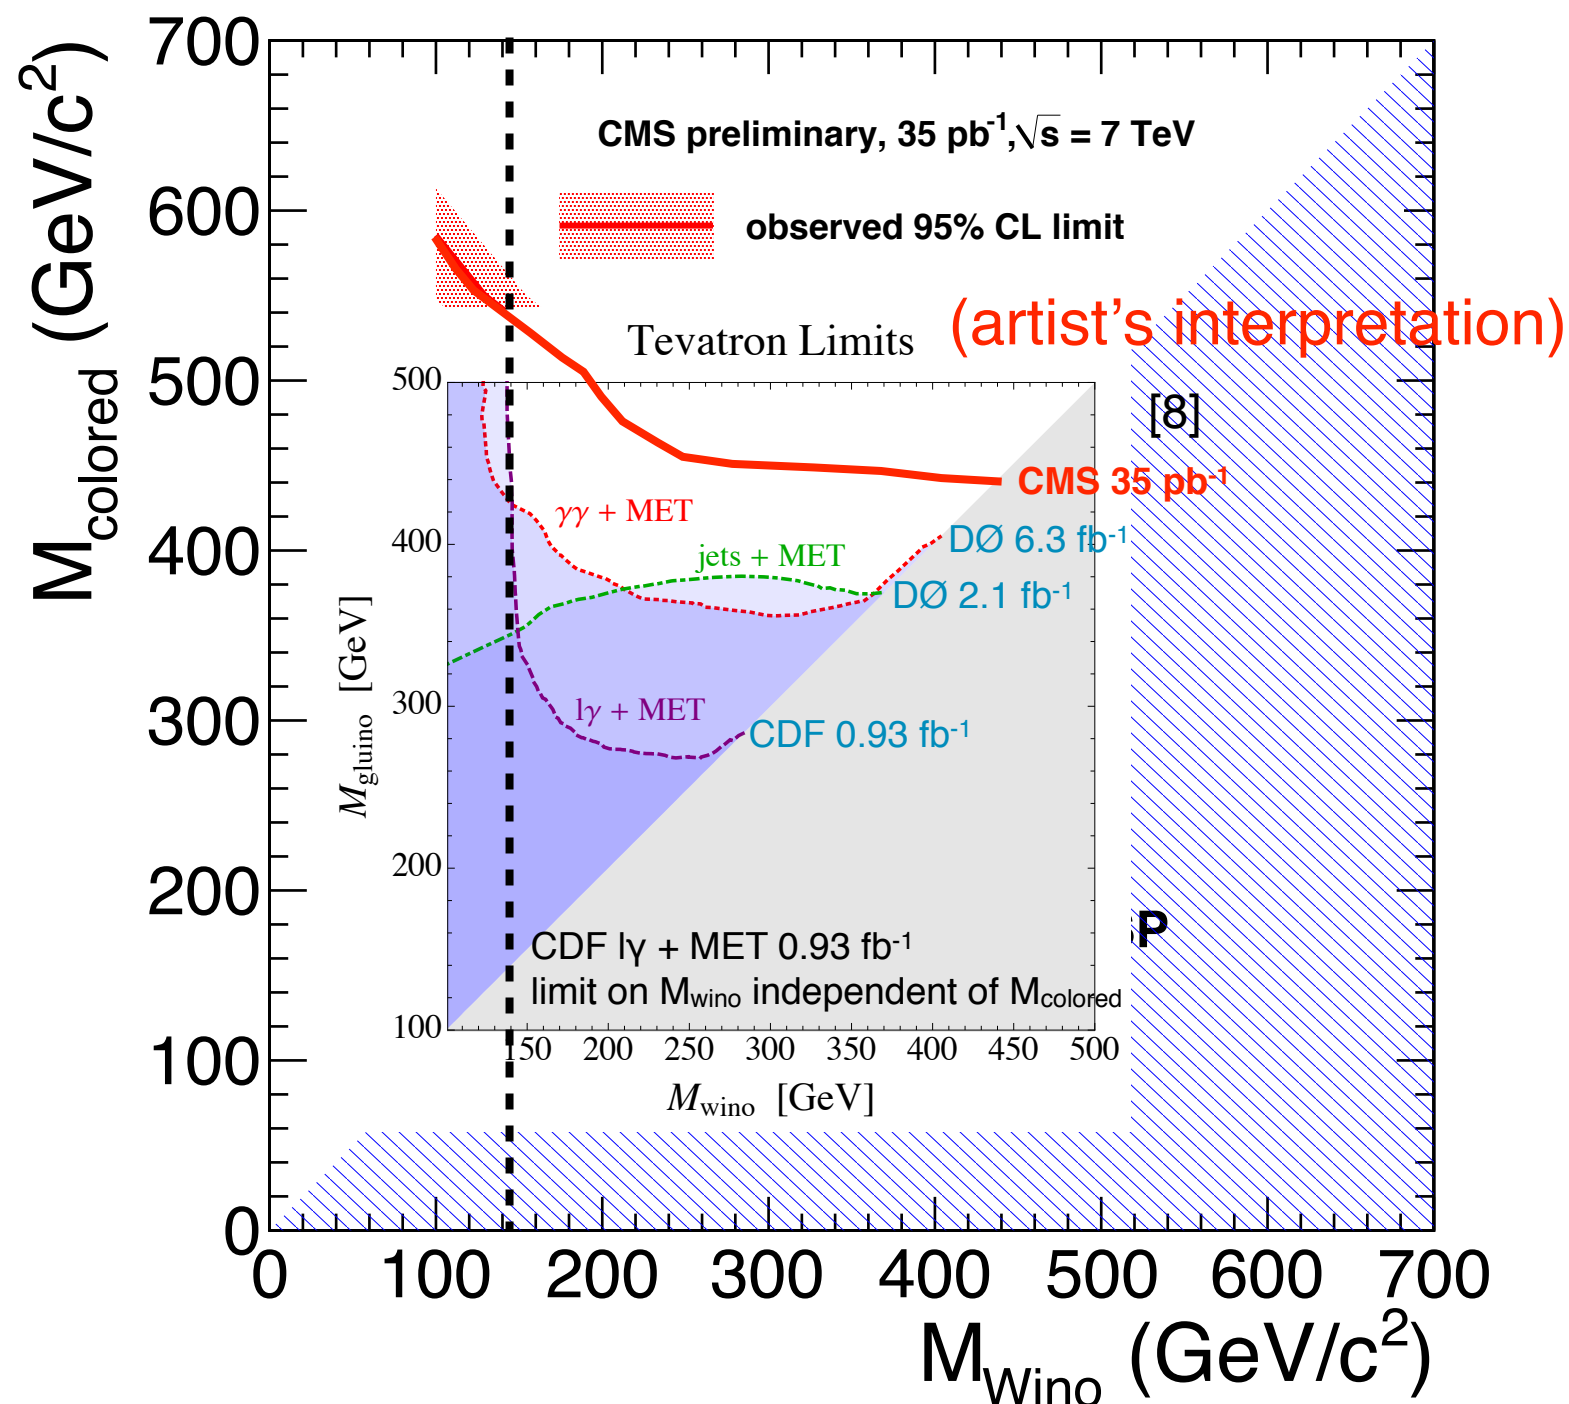 M_colored (GeV/c²)
700
600
500
400
300
200
100
0
CMS preliminary, 35 pb⁻¹,√s = 7 TeV
observed 95% CL limit
(artist's interpretation)
Tevatron Limits
[8]
CMS 35 pb⁻¹
γγ + MET
DØ 6.3 fb⁻¹
jets + MET
DØ 2.1 fb⁻¹
lγ + MET
CDF 0.93 fb⁻¹
M_gluino [GeV]
500
400
300
200
100
P
CDF lγ + MET 0.93 fb⁻¹
limit on M_wino independent of M_colored
150 200 250 300 350 400 450 500
M_wino [GeV]
0 100 200 300 400 500 600 700
M_Wino (GeV/c²)